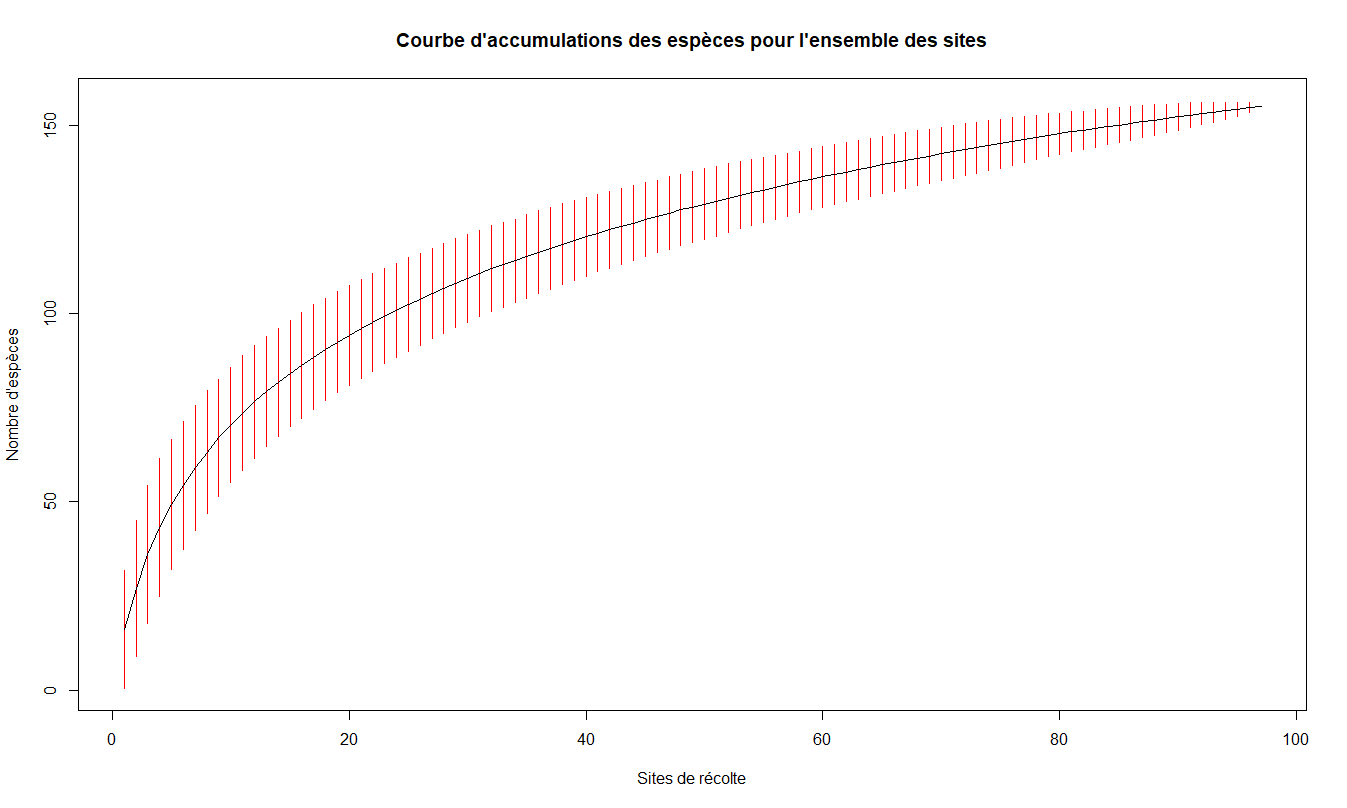 Courbe d'accumulations des espèces pour l'ensemble des sites
Nombre d'espèces
150
100
50
0
0 20 40 60 80 100
Sites de récolte